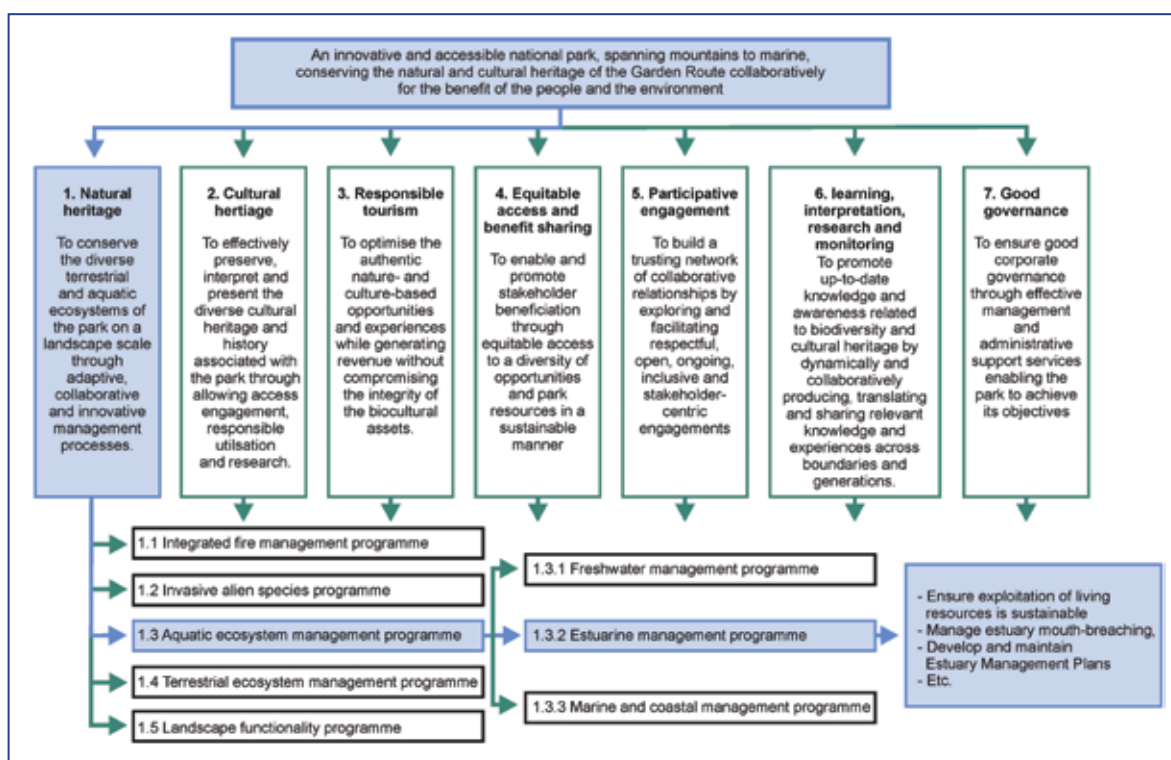 An innovative and accessible national park, spanning mountains to marine,
conserving the natural and cultural heritage of the Garden Route collaboratively
for the benefit of the people and the environment
1. Natural
heritage
To conserve
the diverse
terrestrial
and aquatic
ecosystems of
the park on a
landscape scale
through
adaptive,
collaborative
and innovative
management
processes.
2. Cultural
hertiage
To effectively
preserve,
interpret and
present the
diverse cultural
heritage and
history
associated with
the park through
allowing access
engagement,
responsible
utilisation
and research.
3. Responsible
tourism
To optimise the
authentic
nature- and
culture-based
opportunities
and experiences
while generating
revenue without
compromising
the integrity of
the biocultural
assets.
4. Equitable
access and
benefit sharing
To enable and
promote
stakeholder
beneficiation
through
equitable access
to a diversity of
opportunities
and park
resources in a
sustainable
manner
5. Participative
engagement
To build a
trusting network
of collaborative
relationships by
exploring and
facilitating
respectful,
open, ongoing,
inclusive and
stakeholder-
centric
engagements
6. learning,
interpretation,
research and
monitoring
To promote
up-to-date
knowledge and
awareness related
to biodiversity and
cultural heritage by
dynamically and
collaboratively
producing, translating
and sharing relevant
knowledge and
experiences across
boundaries and
generations.
7. Good
governance
To ensure good
corporate
governance
through effective
management
and
administrative
support services
enabling the
park to achieve
its objectives
1.1 Integrated fire management programme
1.2 Invasive alien species programme
1.3 Aquatic ecosystem management programme
1.4 Terrestrial ecosystem management programme
1.5 Landscape functionality programme
1.3.1 Freshwater management programme
1.3.2 Estuarine management programme
1.3.3 Marine and coastal management programme
- Ensure exploitation of living
resources is sustainable
- Manage estuary mouth-breaching,
- Develop and maintain
Estuary Management Plans
- Etc.